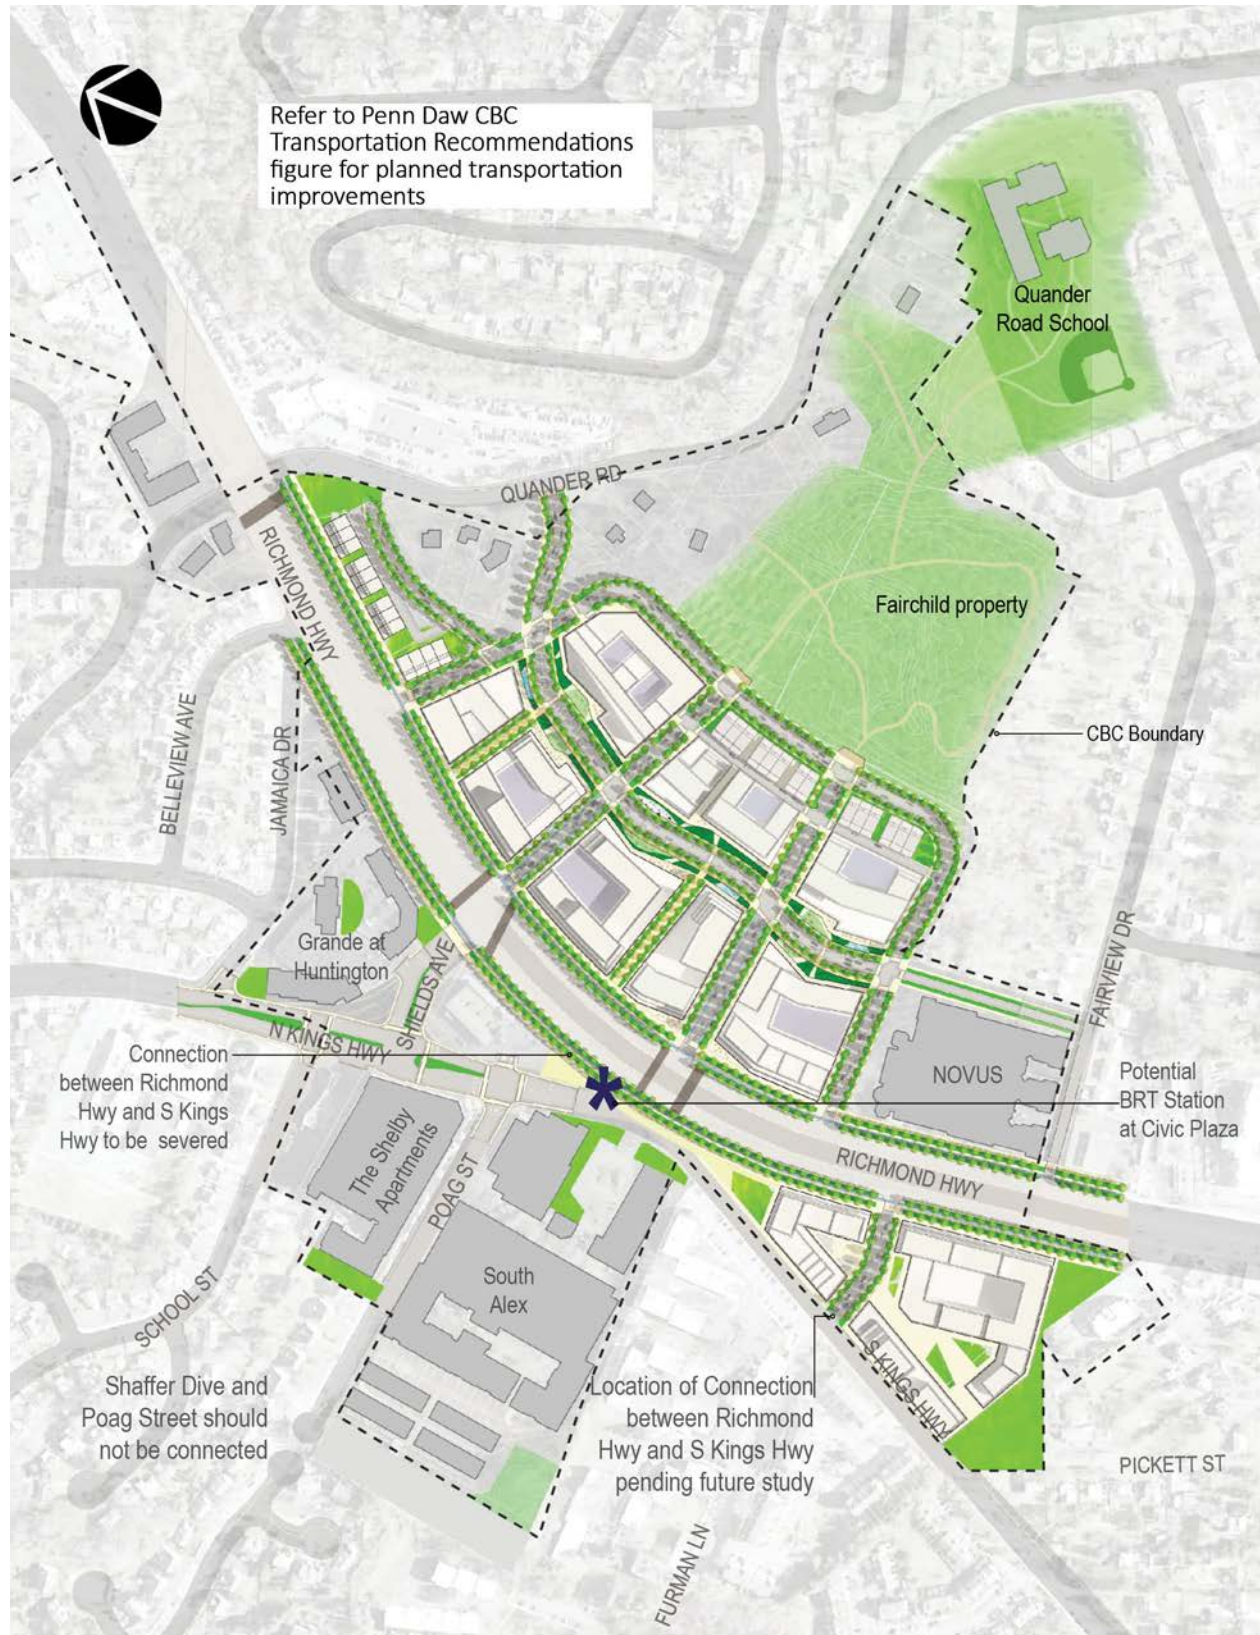 Refer to Penn Daw CBC
Transportation Recommendations
figure for planned transportation
improvements
Quander
Road School
QUANDER RD
RICHMOND HWY
Fairchild property
BELLEVIEW AVE
JAMAICA DR
CBC Boundary
Grande at
Huntington
SHIELDS AVE
FAIRVIEW DR
N KINGS HWY
Connection
between Richmond
Hwy and S Kings
Hwy to be severed
NOVUS
Potential
BRT Station
at Civic Plaza
The Shelby
Apartments
POAG ST
RICHMOND HWY
South
Alex
SCHOOL ST
Shaffer Dive and
Poag Street should
not be connected
Location of Connection
between Richmond
Hwy and S Kings Hwy
pending future study
S KINGS HWY
PICKETT ST
FURMAN LN